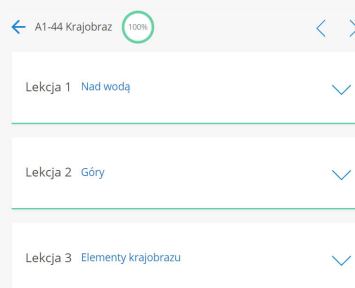 A1-44 Krajobraz 100%
Lekcja 1 Nad wodą
Lekcja 2 Góry
Lekcja 3 Elementy krajobrazu